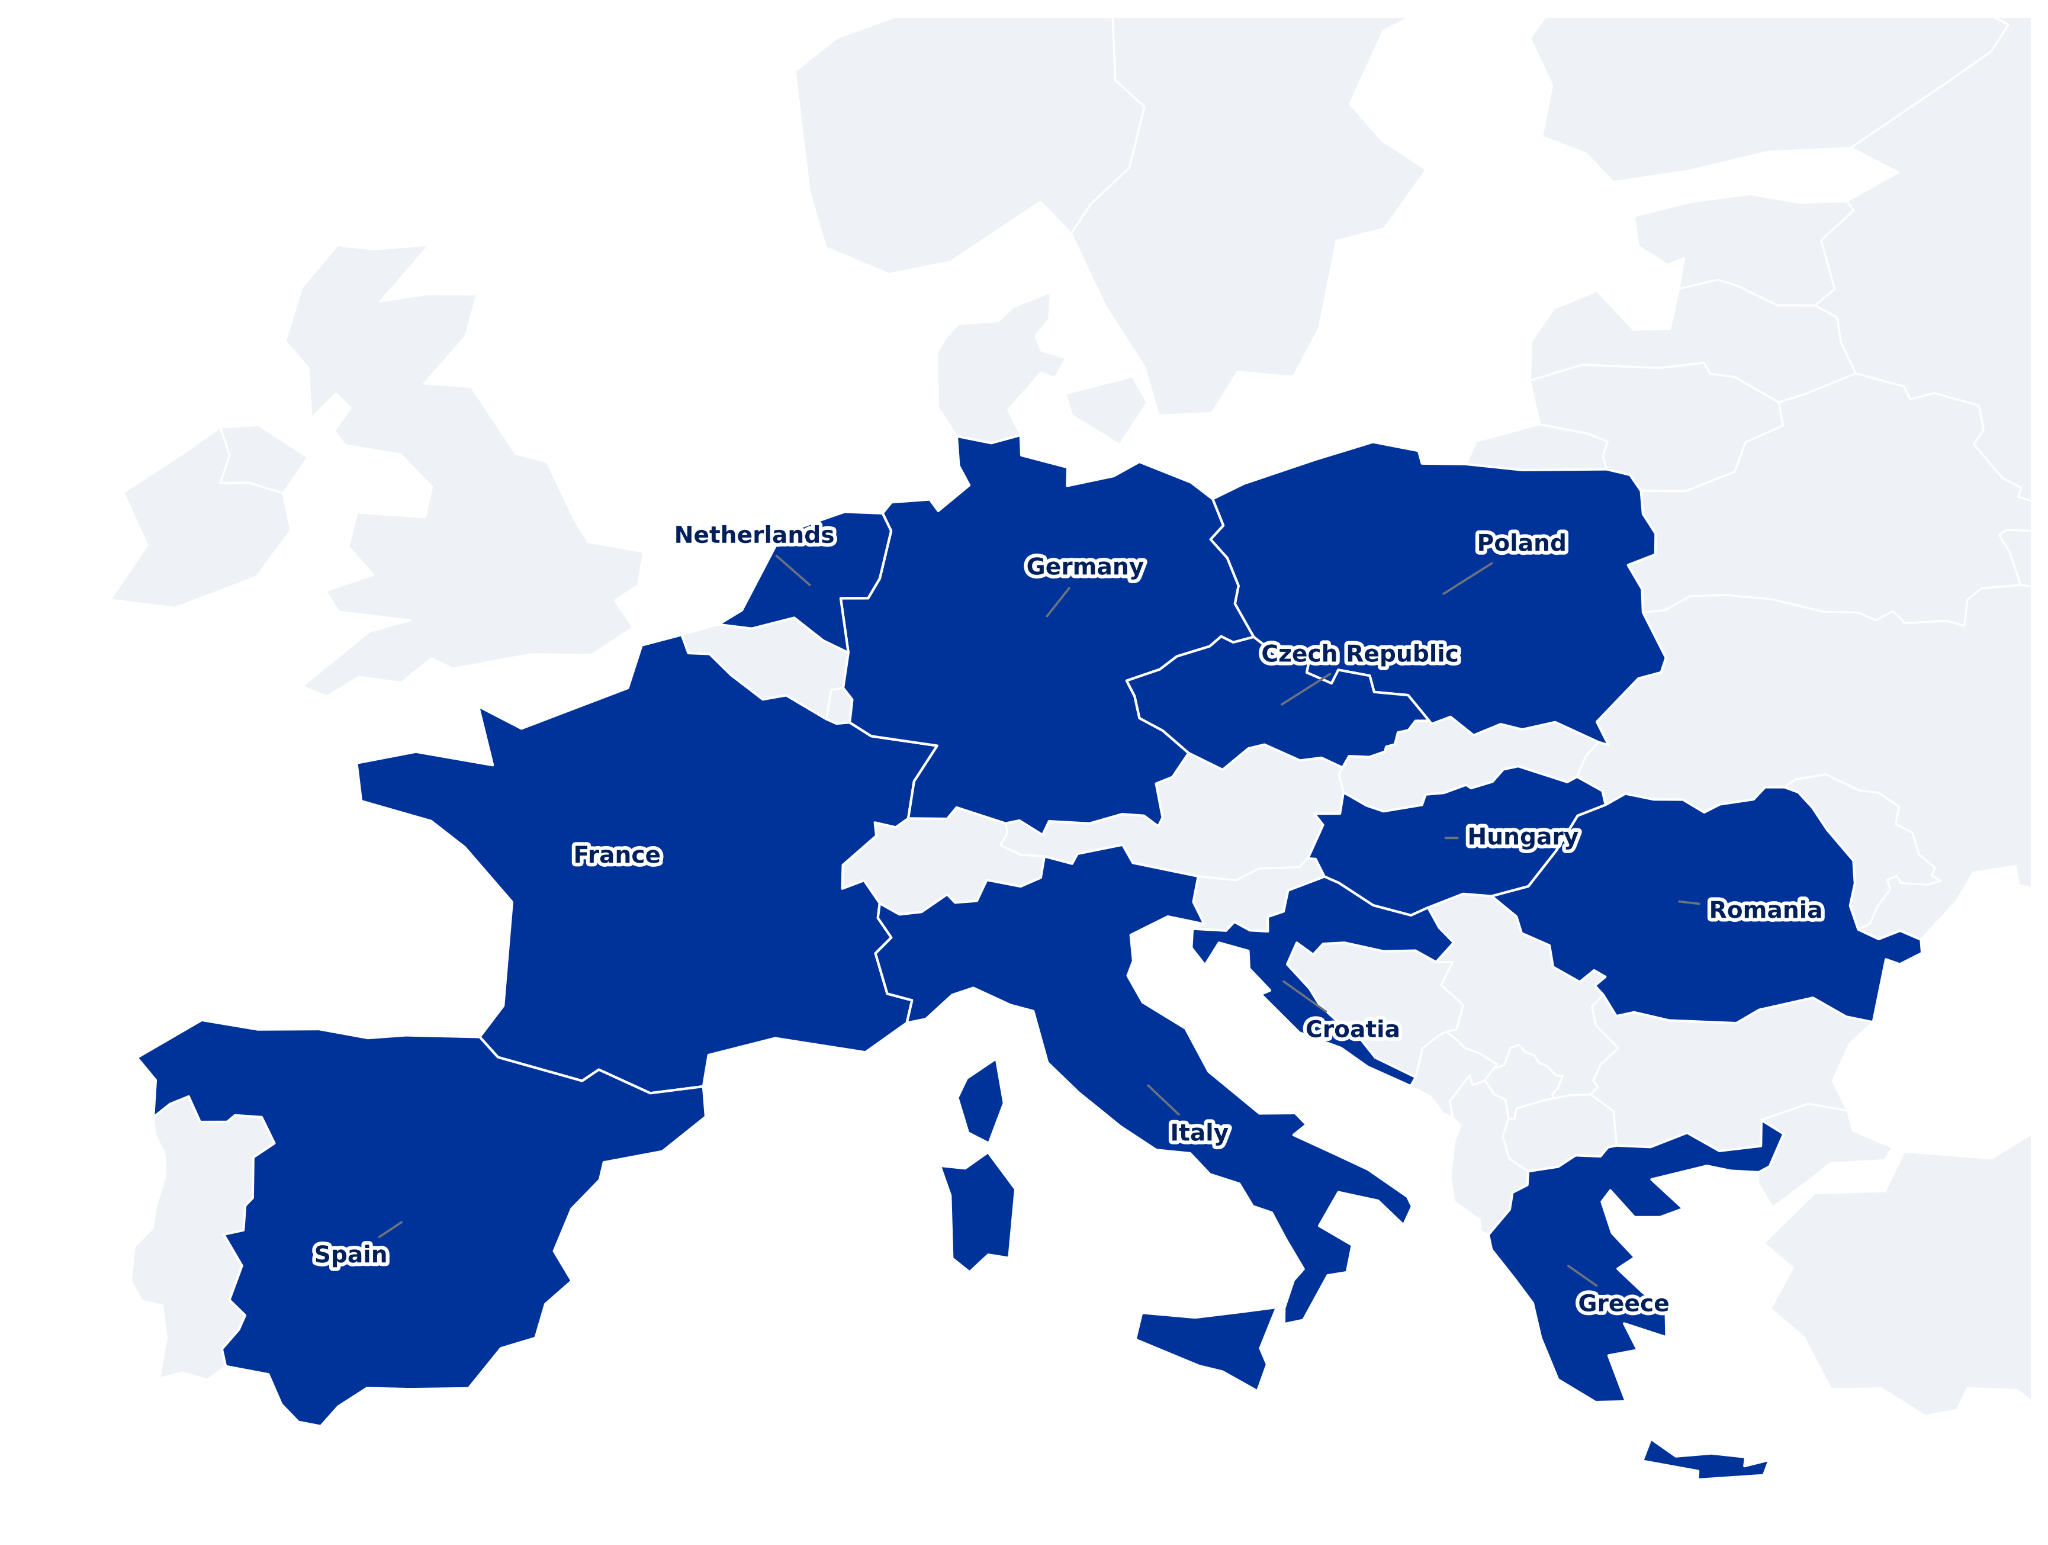 Netherlands
Poland
Germany
Czech Republic
Hungary
France
Romania
Croatia
Italy
Spain
Greece